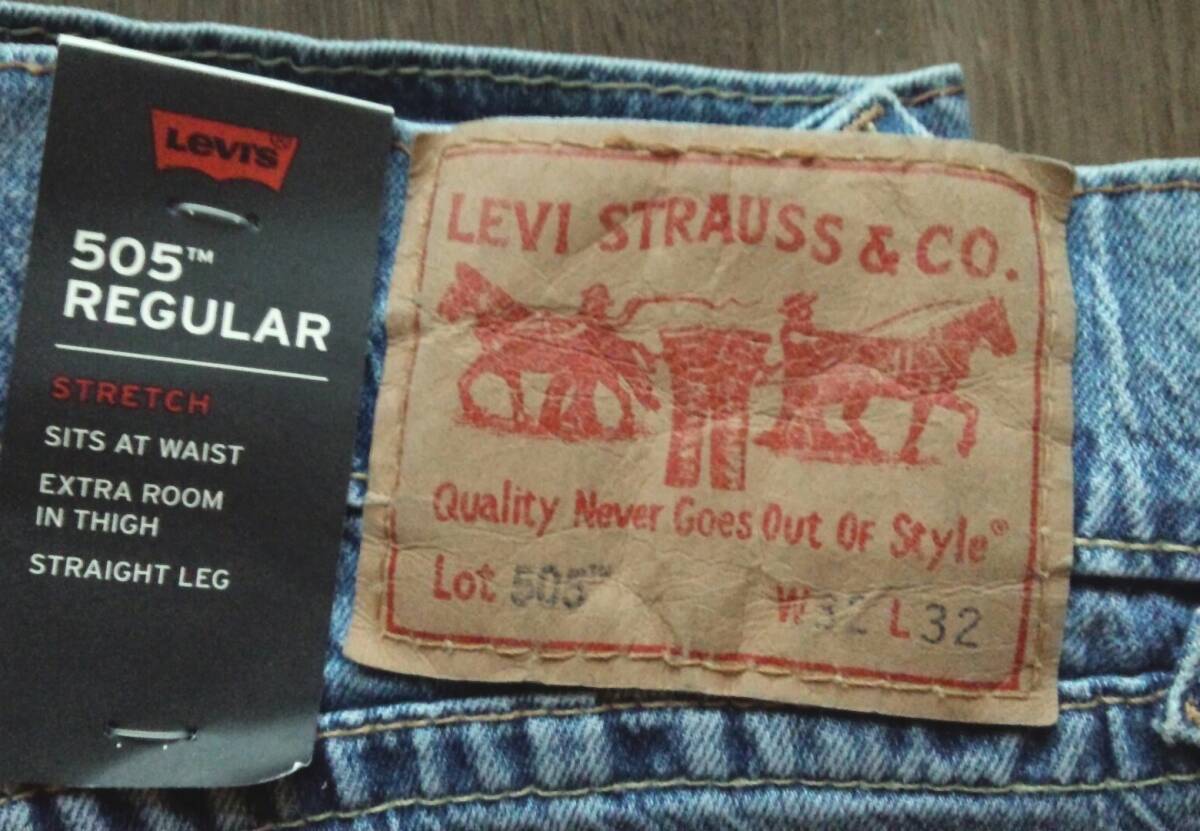 Levi's®
505™
REGULAR
STRETCH
SITS AT WAIST
EXTRA ROOM
IN THIGH
STRAIGHT LEG
LEVI STRAUSS & CO.
Quality Never Goes Out Of Style®
Lot 505™ W32 L32